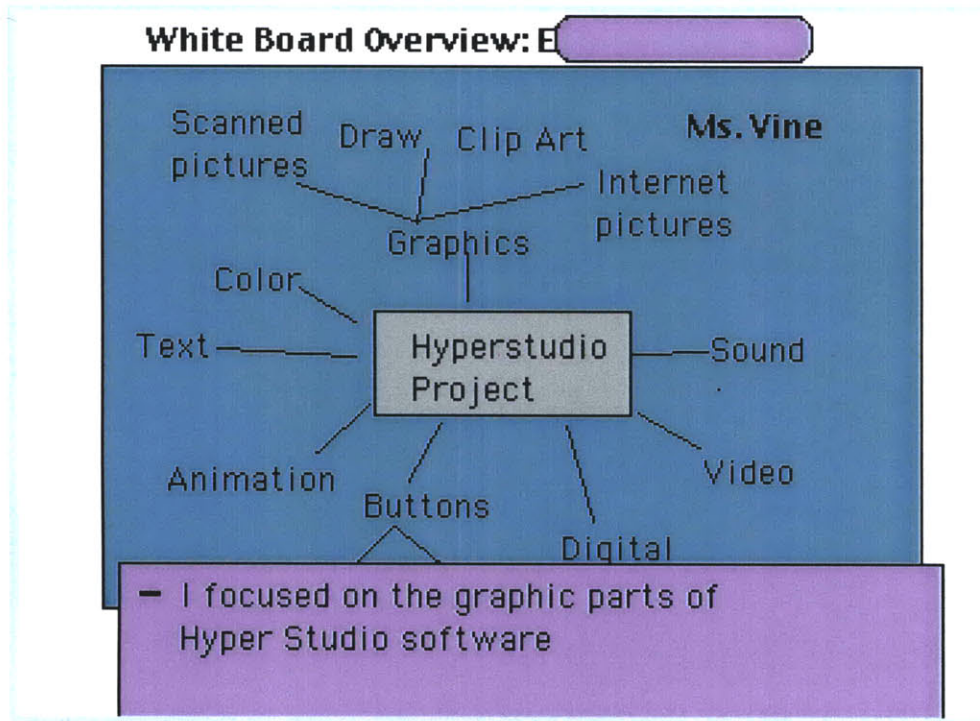 White Board Overview: E
Ms. Vine
Scanned
pictures
Draw
Clip Art
Internet
pictures
Graphics
Color
Text
Hyperstudio
Project
Sound
Animation
Buttons
Digital
Video
– I focused on the graphic parts of
Hyper Studio software